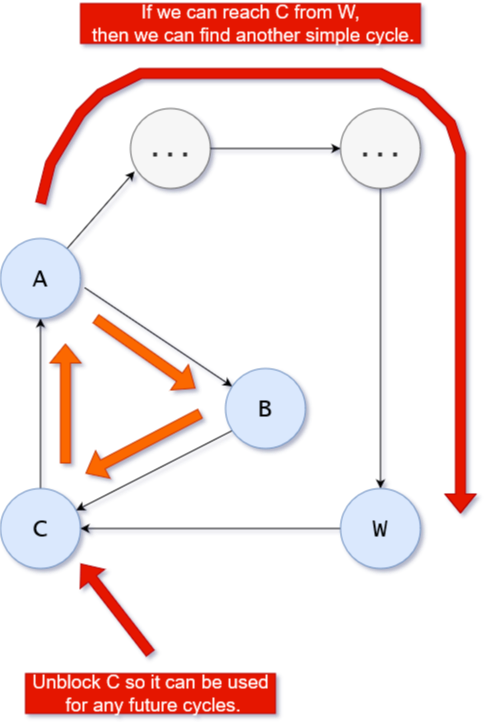 If we can reach C from W,
then we can find another simple cycle.
...
...
A
B
C
W
Unblock C so it can be used
for any future cycles.